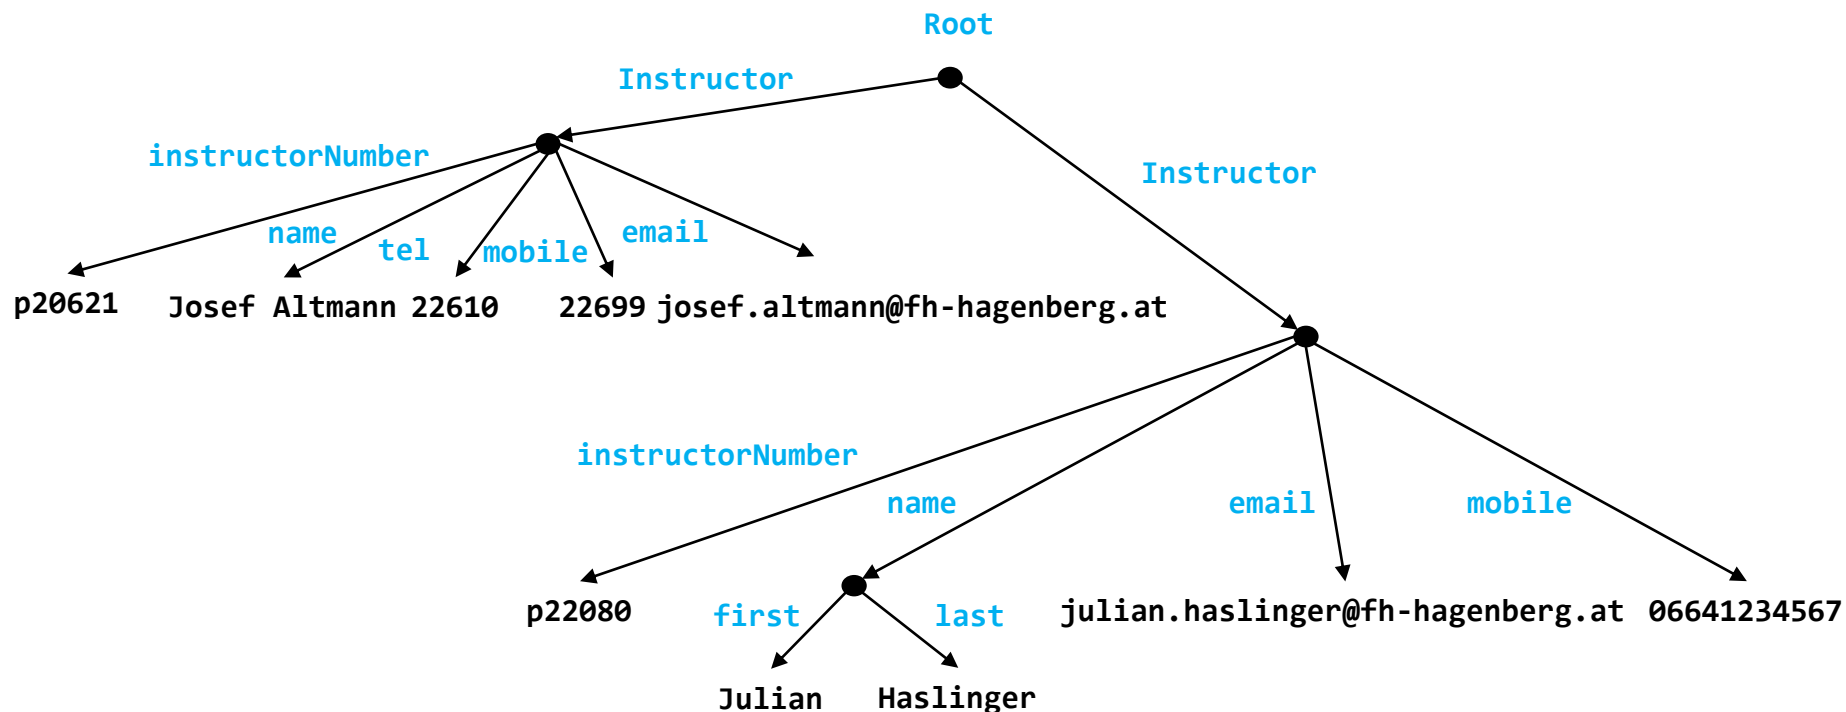 Root
Instructor
instructorNumber
Instructor
name
tel
mobile
email
p20621
Josef Altmann
22610
22699
josef.altmann@fh-hagenberg.at
instructorNumber
name
email
mobile
p22080
first
last
julian.haslinger@fh-hagenberg.at
06641234567
Julian
Haslinger